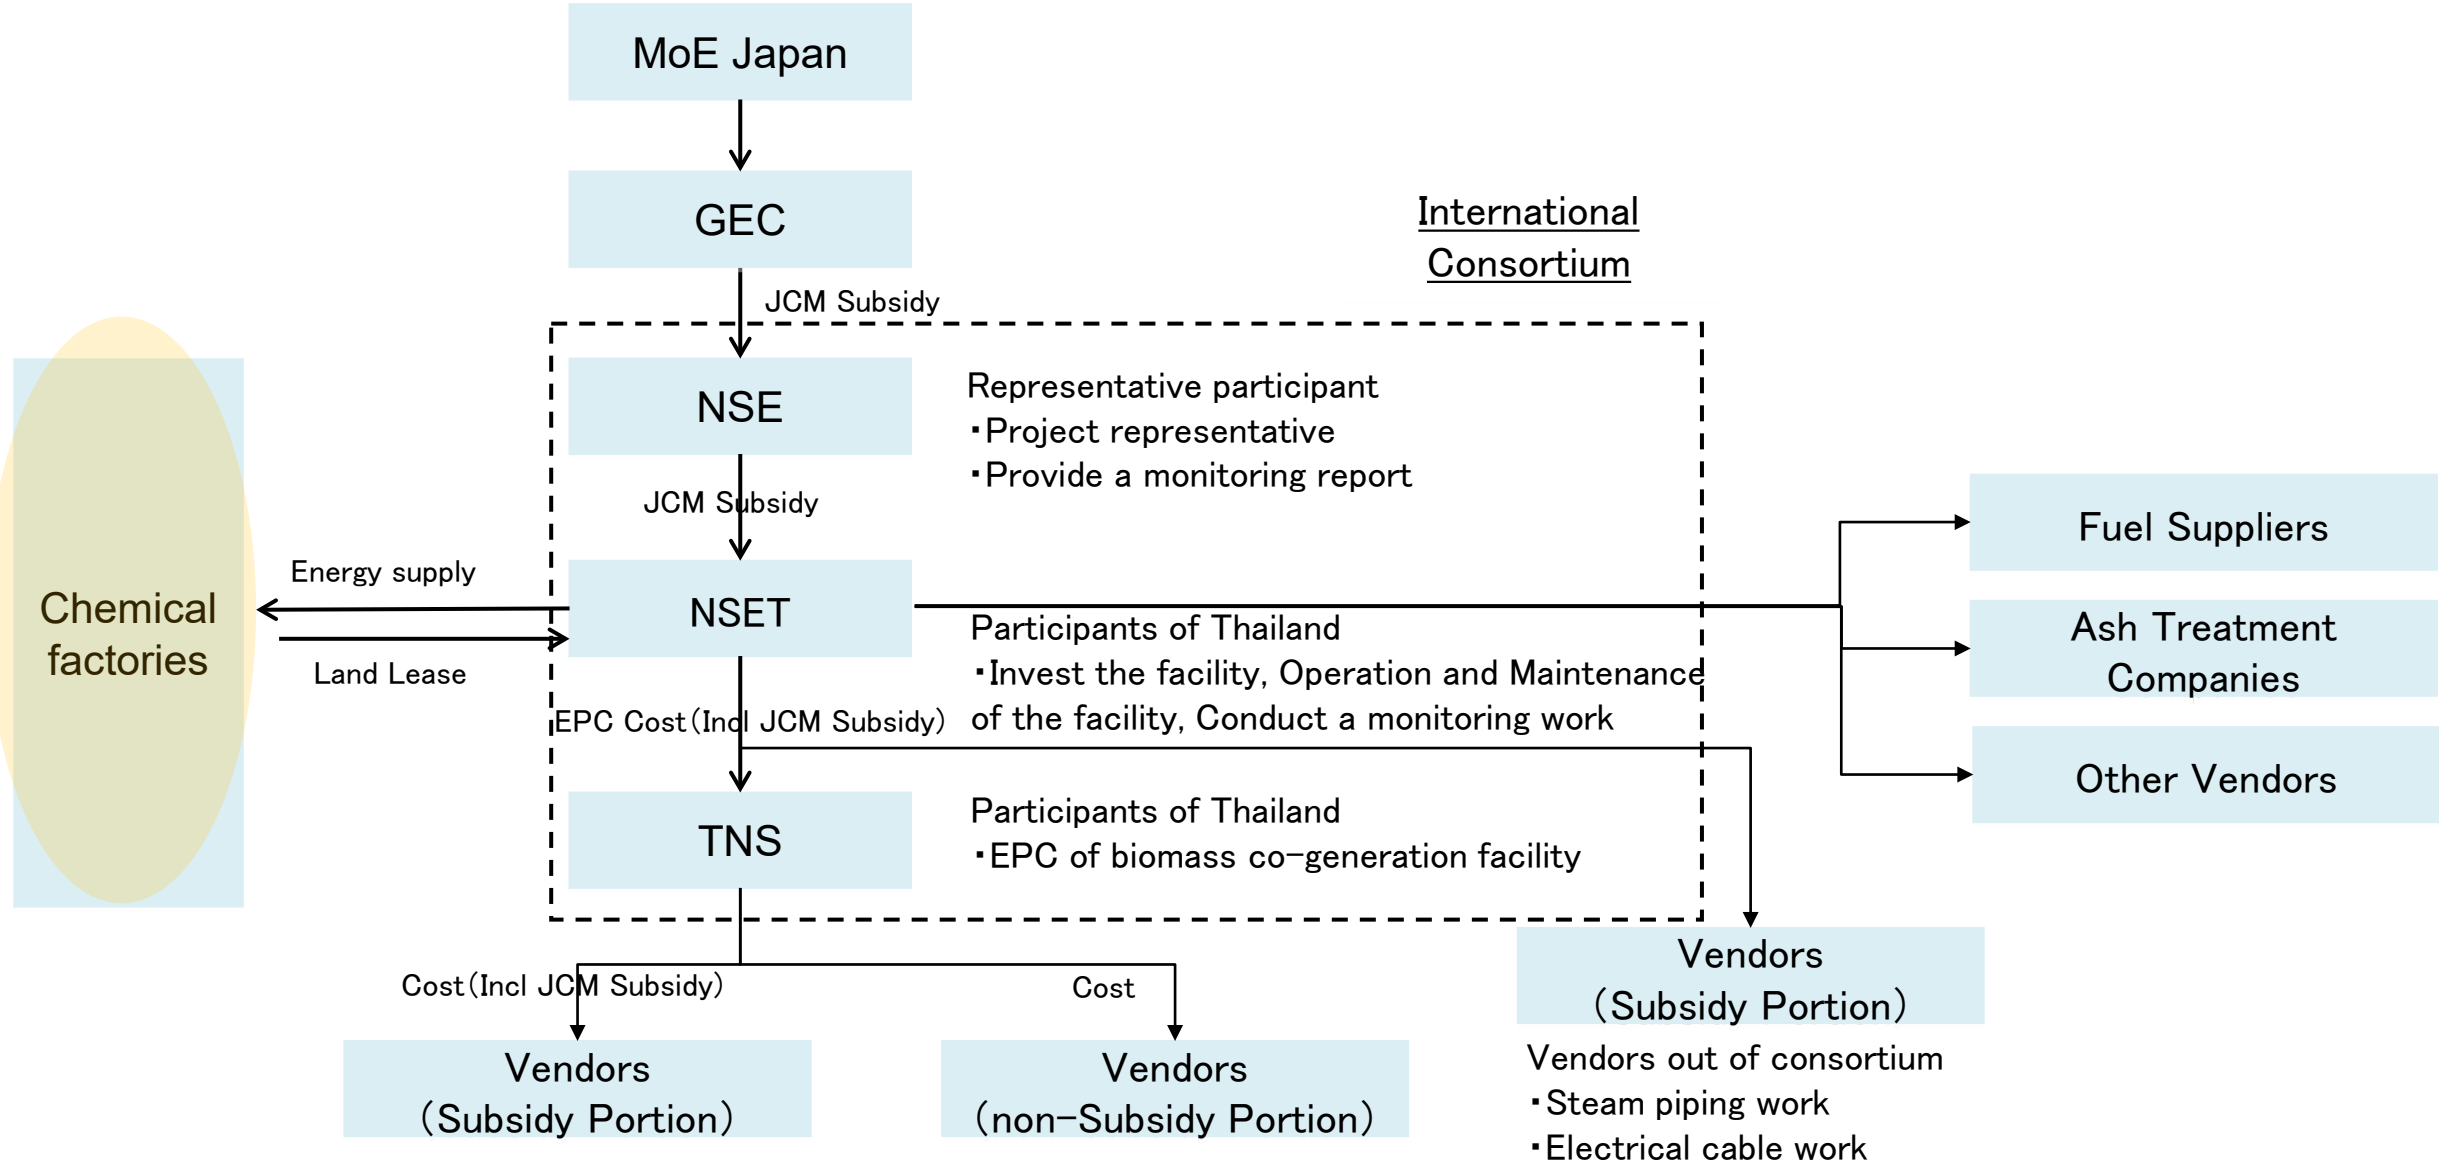 MoE Japan
GEC
International
Consortium
JCM Subsidy
NSE
Representative participant
・Project representative
・Provide a monitoring report
JCM Subsidy
Fuel Suppliers
Energy supply
Chemical
factories
NSET
Land Lease
Participants of Thailand
・Invest the facility, Operation and Maintenance
of the facility, Conduct a monitoring work
Ash Treatment
Companies
EPC Cost(Incl JCM Subsidy)
Other Vendors
TNS
Participants of Thailand
・EPC of biomass co-generation facility
Cost(Incl JCM Subsidy)
Cost
Vendors
(Subsidy Portion)
Vendors
(non-Subsidy Portion)
Vendors
(Subsidy Portion)
Vendors out of consortium
・Steam piping work
・Electrical cable work